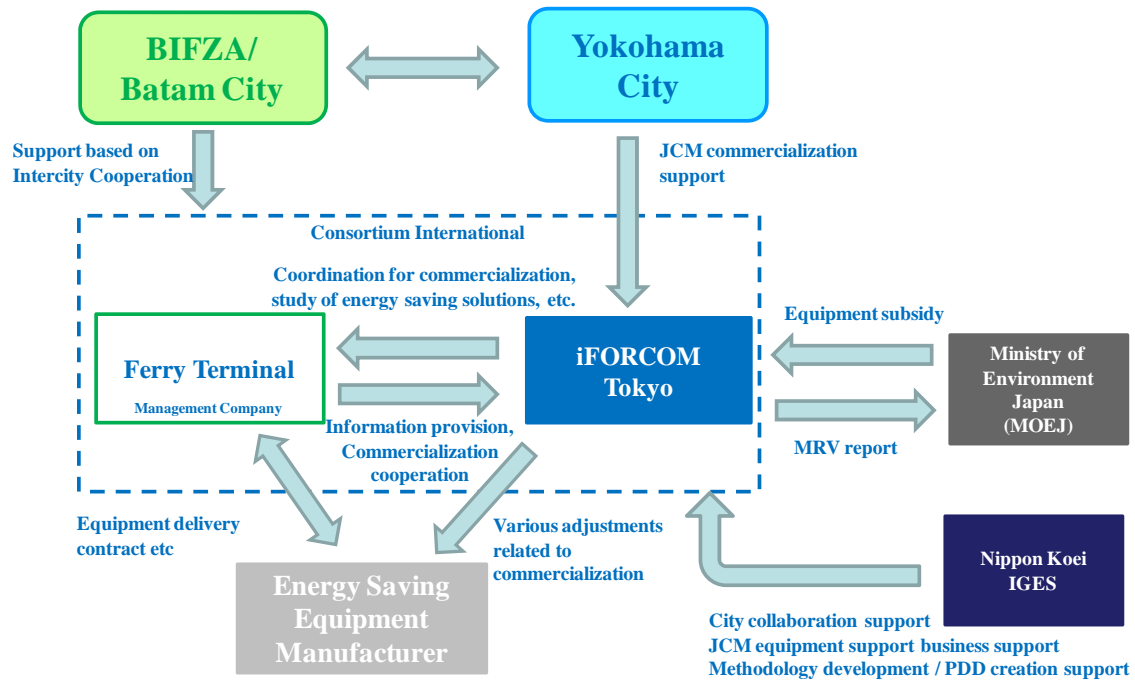 BIFZA/
Batam City
Yokohama
City
Support based on
Intercity Cooperation
JCM commercialization
support
Consortium International
Coordination for commercialization,
study of energy saving solutions, etc.
Ferry Terminal
Management Company
iFORCOM
Tokyo
Equipment subsidy
Ministry of
Environment
Japan
(MOEJ)
Information provision,
Commercialization
cooperation
MRV report
Equipment delivery
contract etc
Various adjustments
related to
commercialization
Energy Saving
Equipment
Manufacturer
Nippon Koei
IGES
City collaboration support
JCM equipment support business support
Methodology development / PDD creation support